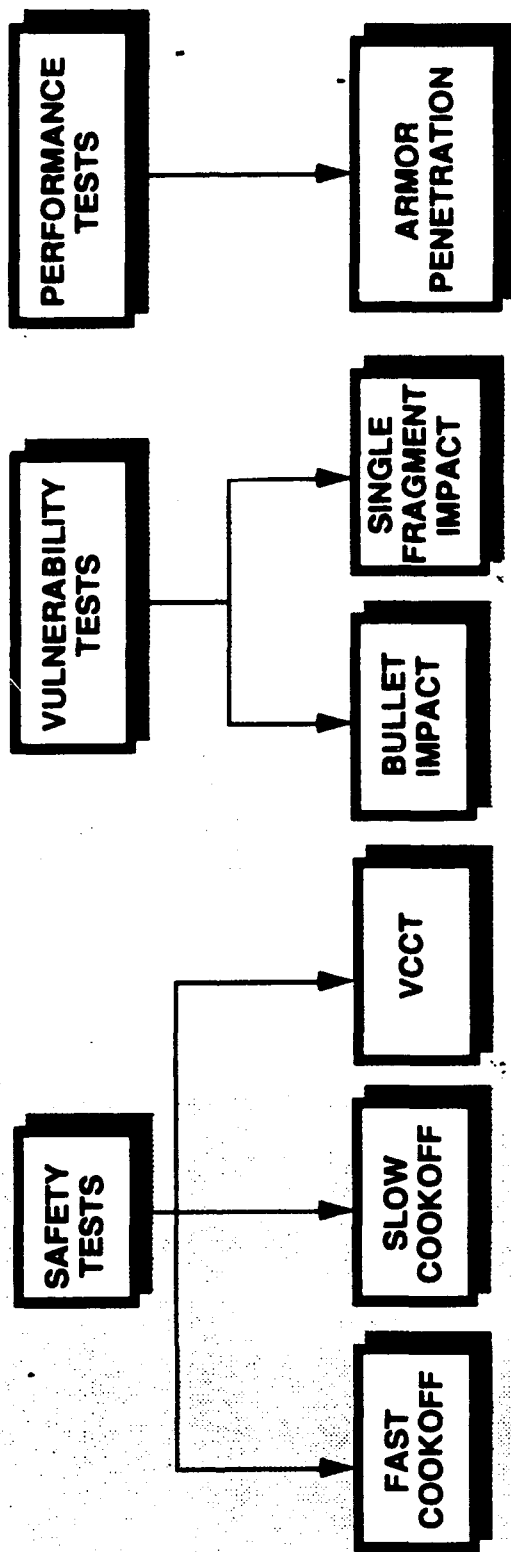 SAFETY
TESTS
VULNERABILITY
TESTS
PERFORMANCE
TESTS
FAST
COOKOFF
SLOW
COOKOFF
VCCT
BULLET
IMPACT
SINGLE
FRAGMENT
IMPACT
ARMOR
PENETRATION